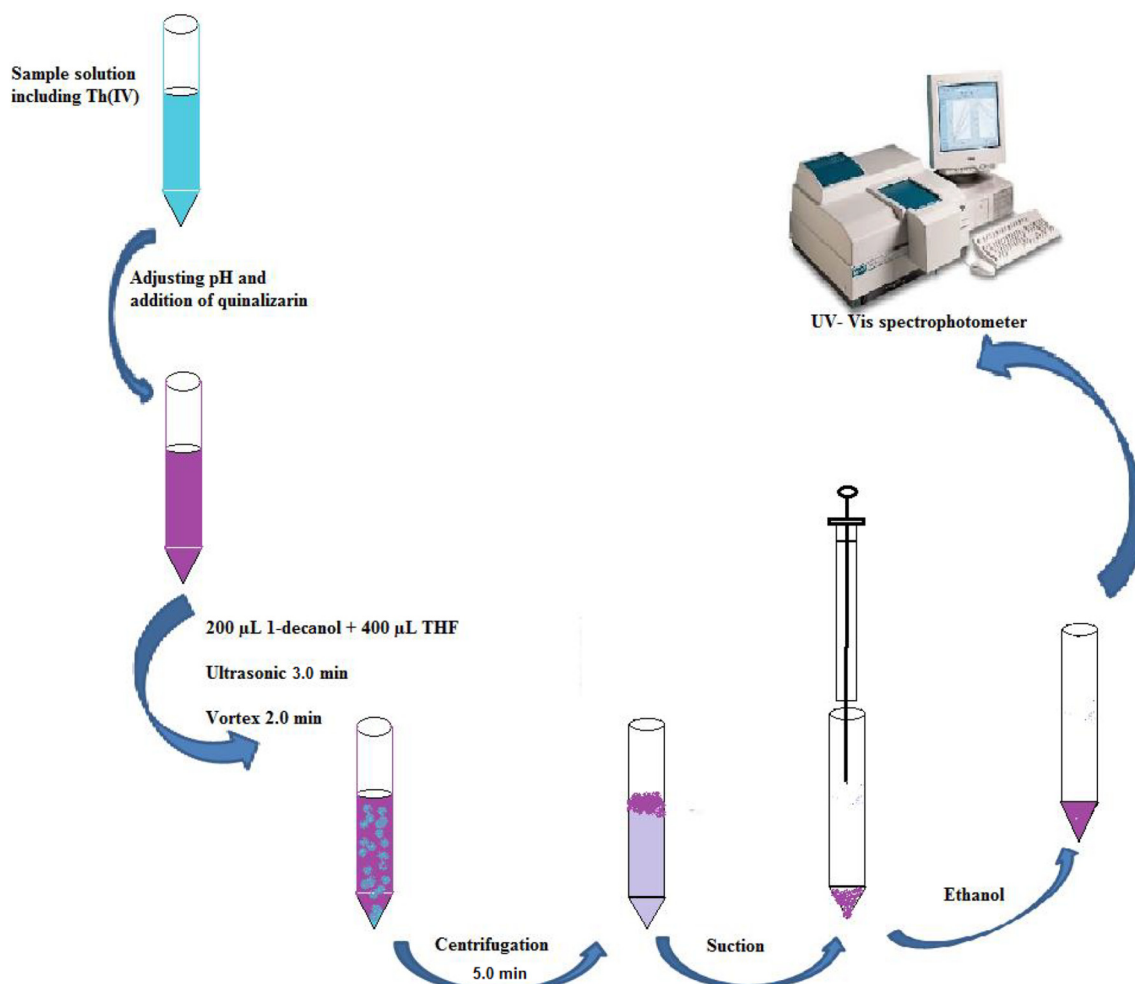 Sample solution
including Th(IV)
Adjusting pH and
addition of quinalizarin
200 µL 1-decanol + 400 µL THF
Ultrasonic 3.0 min
Vortex 2.0 min
Centrifugation
5.0 min
Suction
Ethanol
UV- Vis spectrophotometer